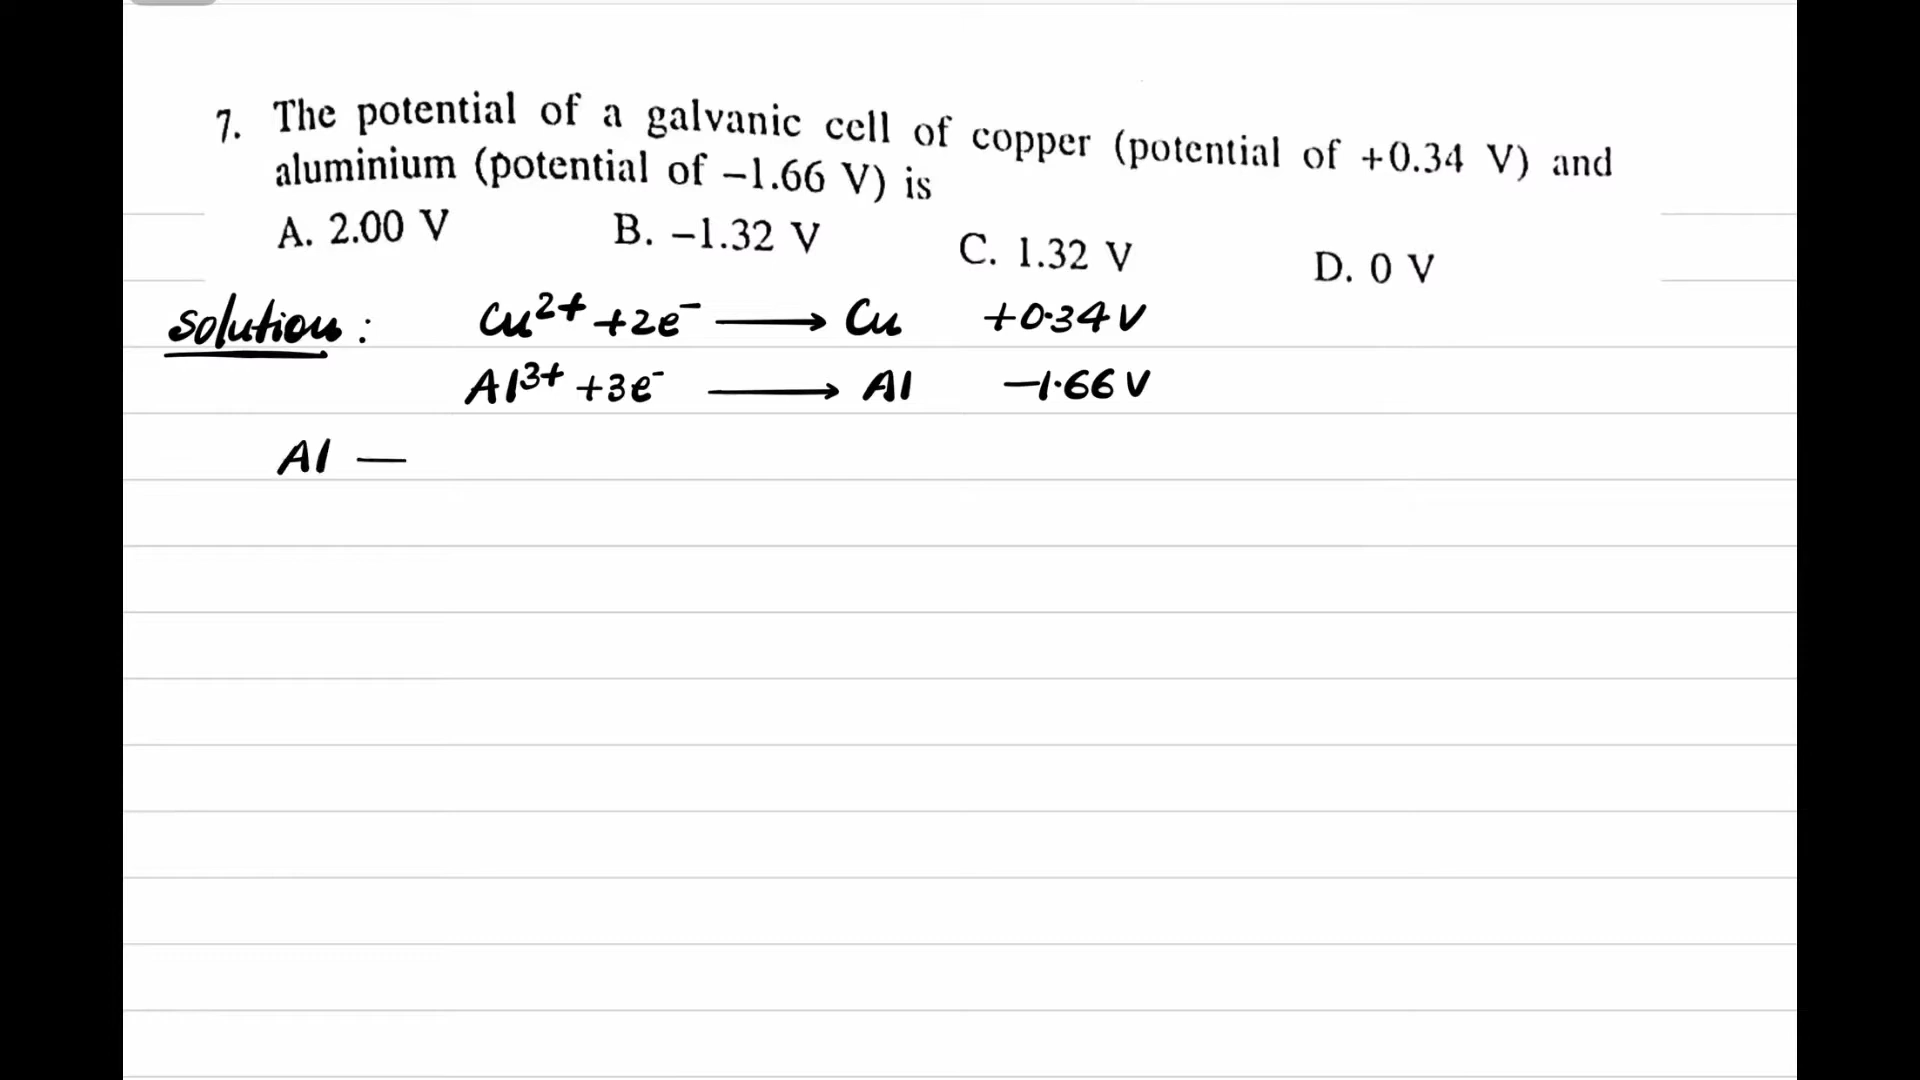 7. The potential of a galvanic cell of copper (potential of +0.34 V) and
aluminium (potential of –1.66 V) is
A. 2.00 V B. –1.32 V C. 1.32 V D. 0 V
solution : Cu²⁺ +2e⁻ ⟶ Cu +0.34 V
Al³⁺ +3e⁻ ⟶ Al –1.66 V
Al —